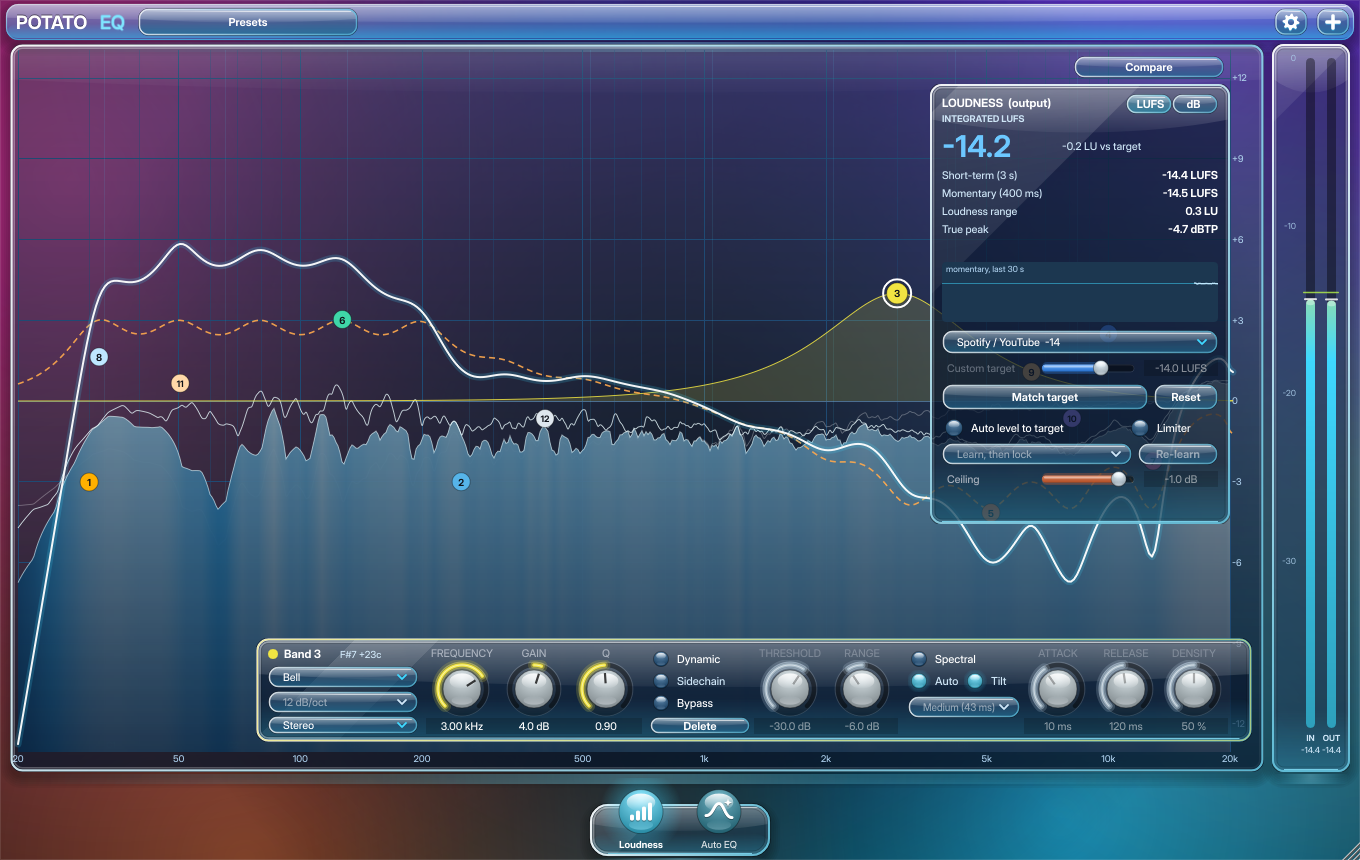 POTATO EQ Presets
Compare
+12
+9
+6
+3
0
-3
-6
-12
LOUDNESS (output) LUFS dB
INTEGRATED LUFS
-14.2 -0.2 LU vs target
Short-term (3 s) -14.4 LUFS
Momentary (400 ms) -14.5 LUFS
Loudness range 0.3 LU
True peak -4.7 dBTP
momentary, last 30 s
Spotify / YouTube -14
Custom target -14.0 LUFS
Match target Reset
Auto level to target Limiter
Learn, then lock Re-learn
Ceiling -1.0 dB
3
6
8
11
9
12
10
1
2
5
Band 3 F#7 +23c
Bell
12 dB/oct
Stereo
FREQUENCY GAIN Q
3.00 kHz 4.0 dB 0.90
Dynamic
Sidechain
Bypass
Delete
THRESHOLD RANGE
-30.0 dB -6.0 dB
Spectral
Auto Tilt
Medium (43 ms)
ATTACK RELEASE DENSITY
10 ms 120 ms 50 %
20 50 100 200 500 1k 2k 5k 10k 20k
0
-10
-20
-30
IN OUT
-14.4 -14.4
Loudness Auto EQ